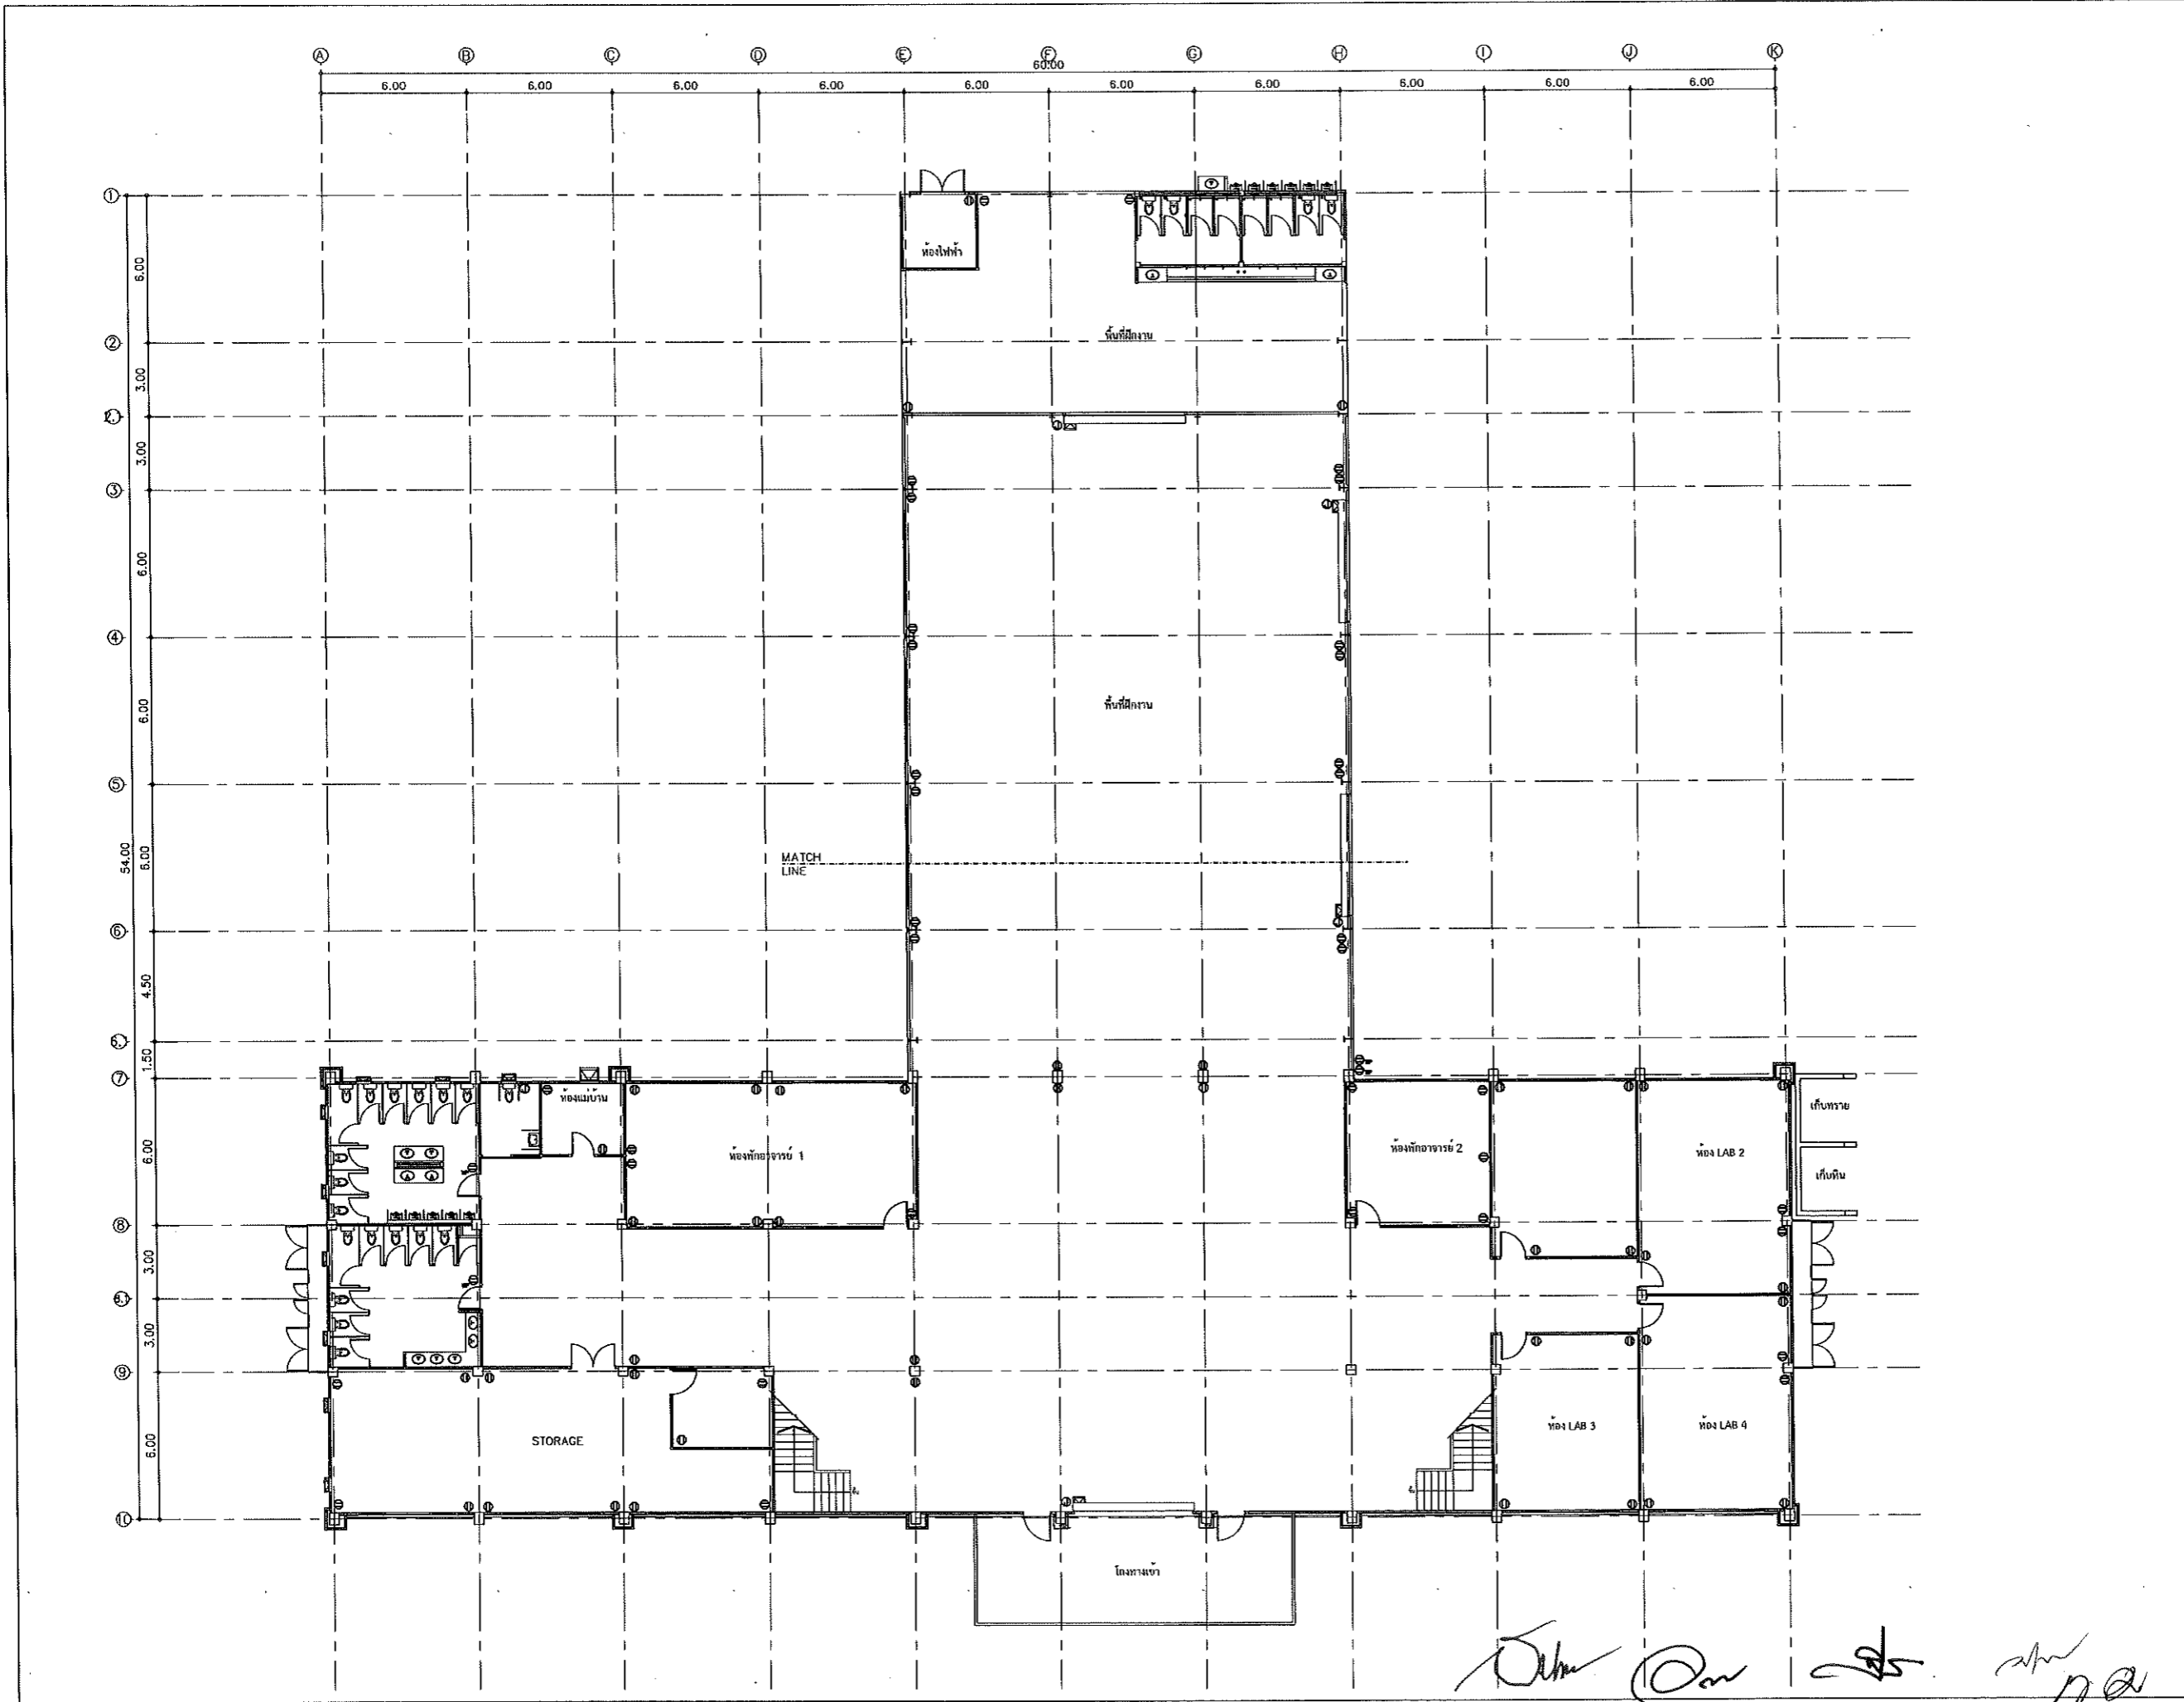 A B C D E F G H I J K
60.00
6.00 6.00 6.00 6.00 6.00 6.00 6.00 6.00 6.00 6.00
1
6.00
ห้องไฟฟ้า
2
พื้นที่ฝึกงาน
3.00
3.00
3
6.00
4
6.00
พื้นที่ฝึกงาน
5
54.00
6.00
MATCH
LINE
6
4.50
1.50
7
ห้องแม่บ้าน
เก็บทราย
6.00
ห้องพักอาจารย์ 1
ห้องพักอาจารย์ 2
ห้อง LAB 2
เก็บหิน
8
3.00
8.1
3.00
9
6.00
STORAGE
ห้อง LAB 3
ห้อง LAB 4
10
โถงทางเข้า